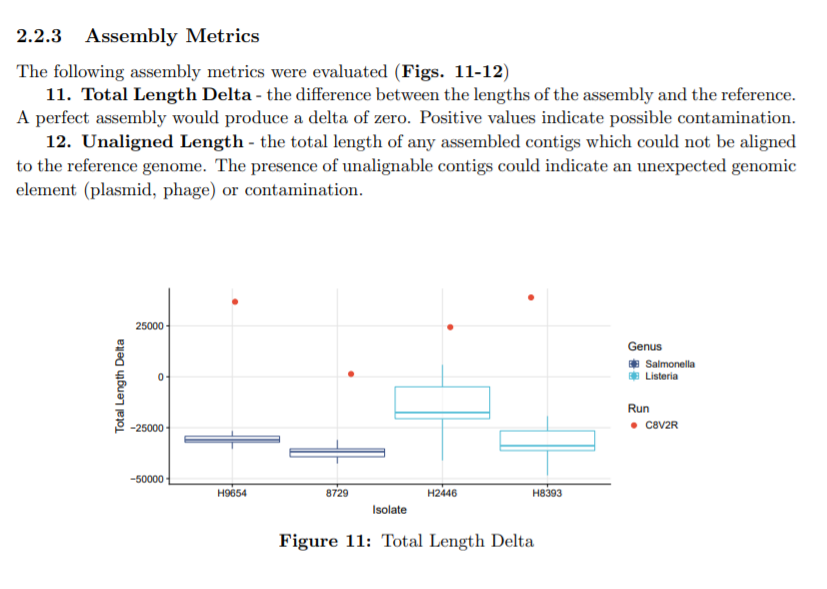 2.2.3 Assembly Metrics
The following assembly metrics were evaluated (Figs. 11-12)
11. Total Length Delta - the difference between the lengths of the assembly and the reference.
A perfect assembly would produce a delta of zero. Positive values indicate possible contamination.
12. Unaligned Length - the total length of any assembled contigs which could not be aligned
to the reference genome. The presence of unalignable contigs could indicate an unexpected genomic
element (plasmid, phage) or contamination.
Total Length Delta
25000
0
−25000
−50000
H9654
8729
H2446
H8393
Isolate
Genus
Salmonella
Listeria
Run
C8V2R
Figure 11: Total Length Delta